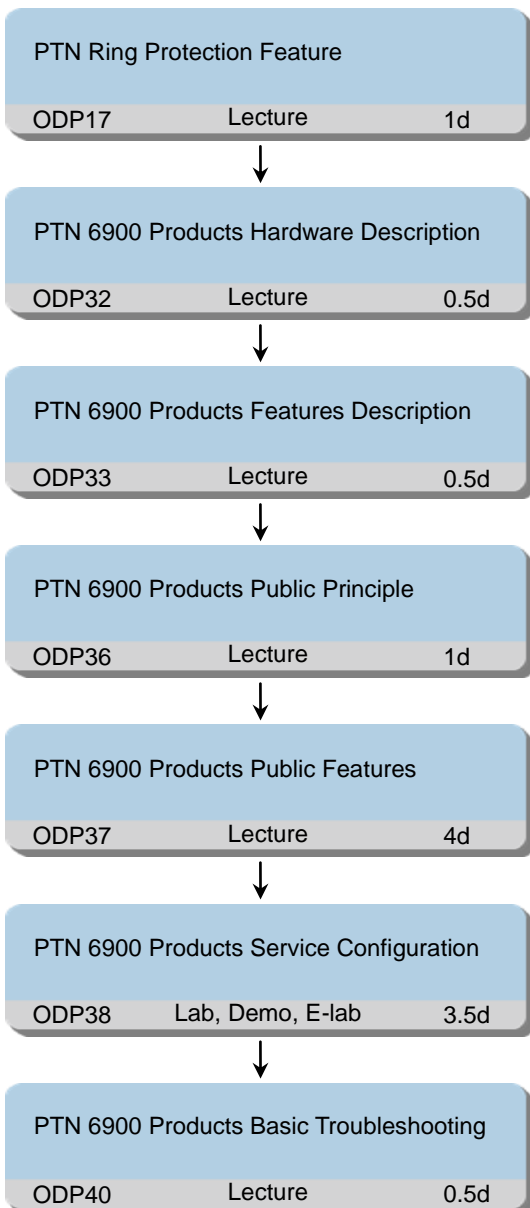 PTN Ring Protection Feature
ODP17 Lecture 1d
PTN 6900 Products Hardware Description
ODP32 Lecture 0.5d
PTN 6900 Products Features Description
ODP33 Lecture 0.5d
PTN 6900 Products Public Principle
ODP36 Lecture 1d
PTN 6900 Products Public Features
ODP37 Lecture 4d
PTN 6900 Products Service Configuration
ODP38 Lab, Demo, E-lab 3.5d
PTN 6900 Products Basic Troubleshooting
ODP40 Lecture 0.5d